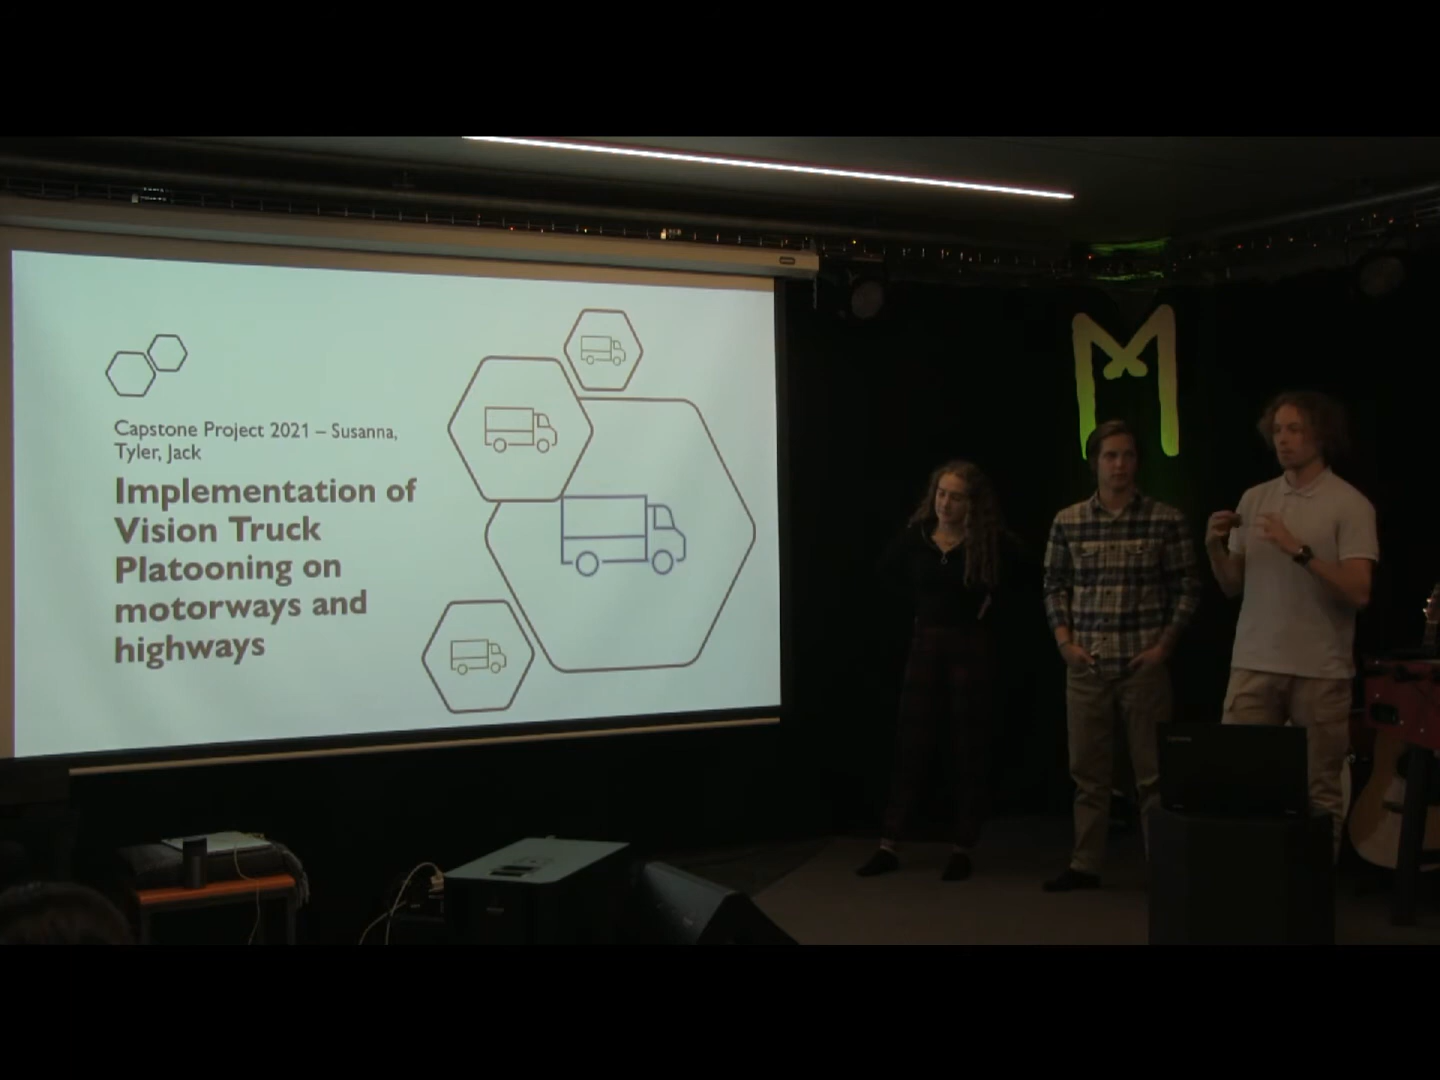 Capstone Project 2021 – Susanna,
Tyler, Jack
Implementation of
Vision Truck
Platooning on
motorways and
highways
M